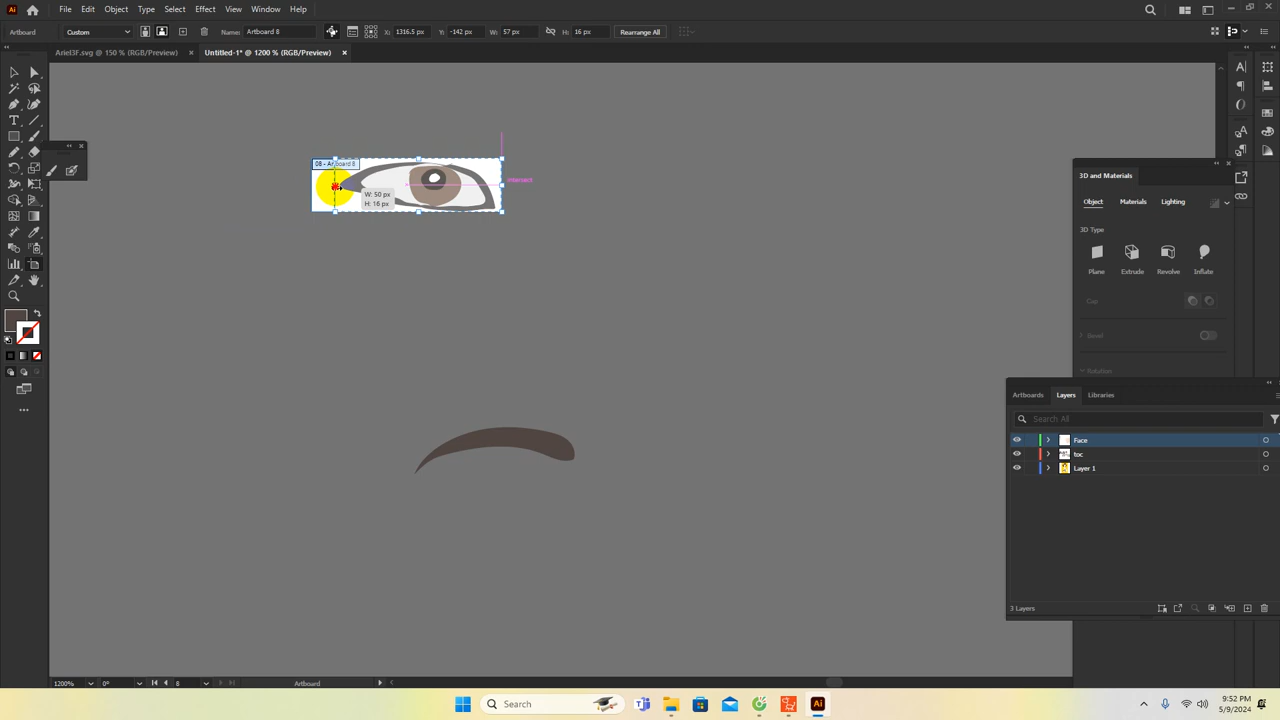 Ai File Edit Object Type Select Effect View Window Help
Artboard Custom Name: Artboard 8 X: 1316.5 px Y: -142 px W: 57 px H: 16 px Rearrange All
Ariel3F.svg @ 150 % (RGB/Preview) × Untitled-1* @ 1200 % (RGB/Preview) ×
08 - Artboard 8
intersect
W: 50 px
H: 16 px
3D and Materials
Object Materials Lighting
3D Type
Plane Extrude Revolve Inflate
Cap
Bevel
Rotation
Artboards Layers Libraries
Search All
Face
toc
Layer 1
3 Layers
1200% 0° 8 Artboard
Search
Ai
9:52 PM
5/9/2024